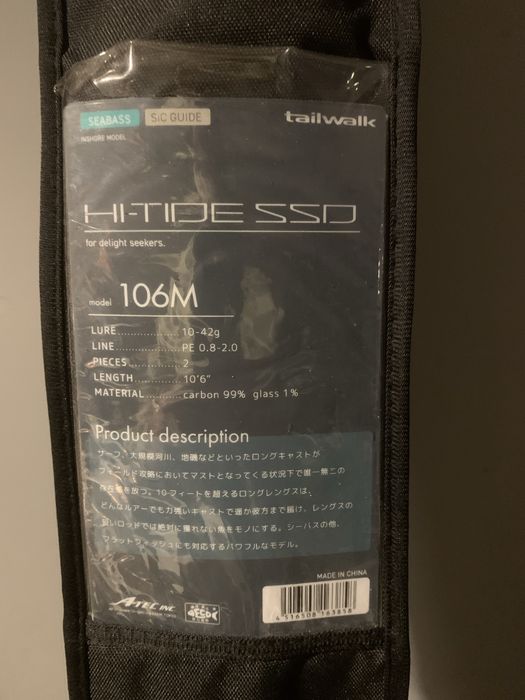 SEABASS SiC GUIDE tailwalk
INSHORE MODEL
HI-TIDE SSD
for delight seekers.
model 106M
LURE.................. 10-42g
LINE...................PE 0.8-2.0
PIECES................ 2
LENGTH.............. 10'6"
MATERIAL...........carbon 99% glass 1%
Product description
サーフ、大規模河川、地磯などといったロングキャストが
フィールド攻略においてマストとなってくる状況下で唯一無二の
存在感を放つ。10フィートを超えるロングレングスは、
どんなルアーでも力強いキャストで遥か彼方まで届け、レングスの
短いロッドでは絶対に獲れない魚をモノにする。シーバスの他、
フラットフィッシュにも対応するパワフルなモデル。
MADE IN CHINA
A-TEC INC
4 516508 163858